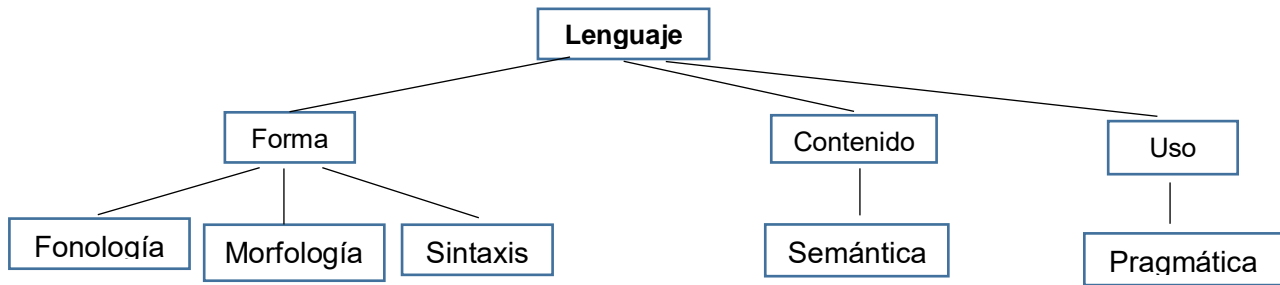 Lenguaje
Forma
Contenido
Uso
Fonología
Morfología
Sintaxis
Semántica
Pragmática